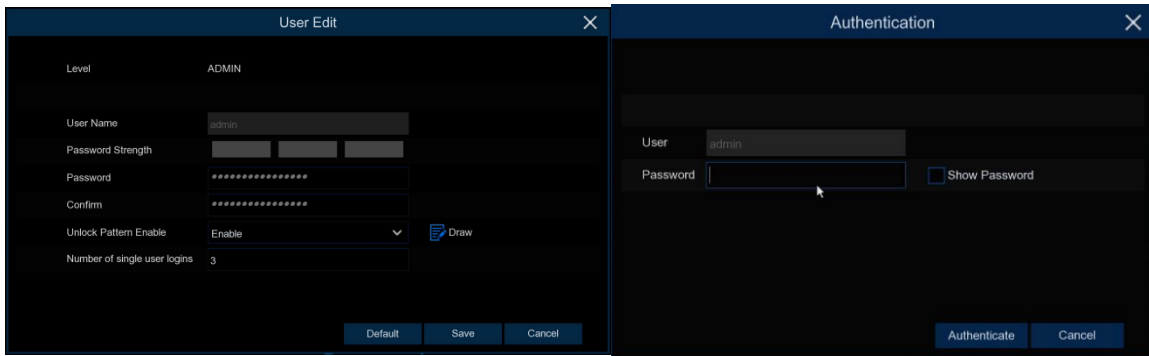 User Edit
Level ADMIN
User Name admin
Password Strength
Password ****************
Confirm ****************
Unlock Pattern Enable Enable Draw
Number of single user logins 3
Default Save Cancel
Authentication
User admin
Password Show Password
Authenticate Cancel